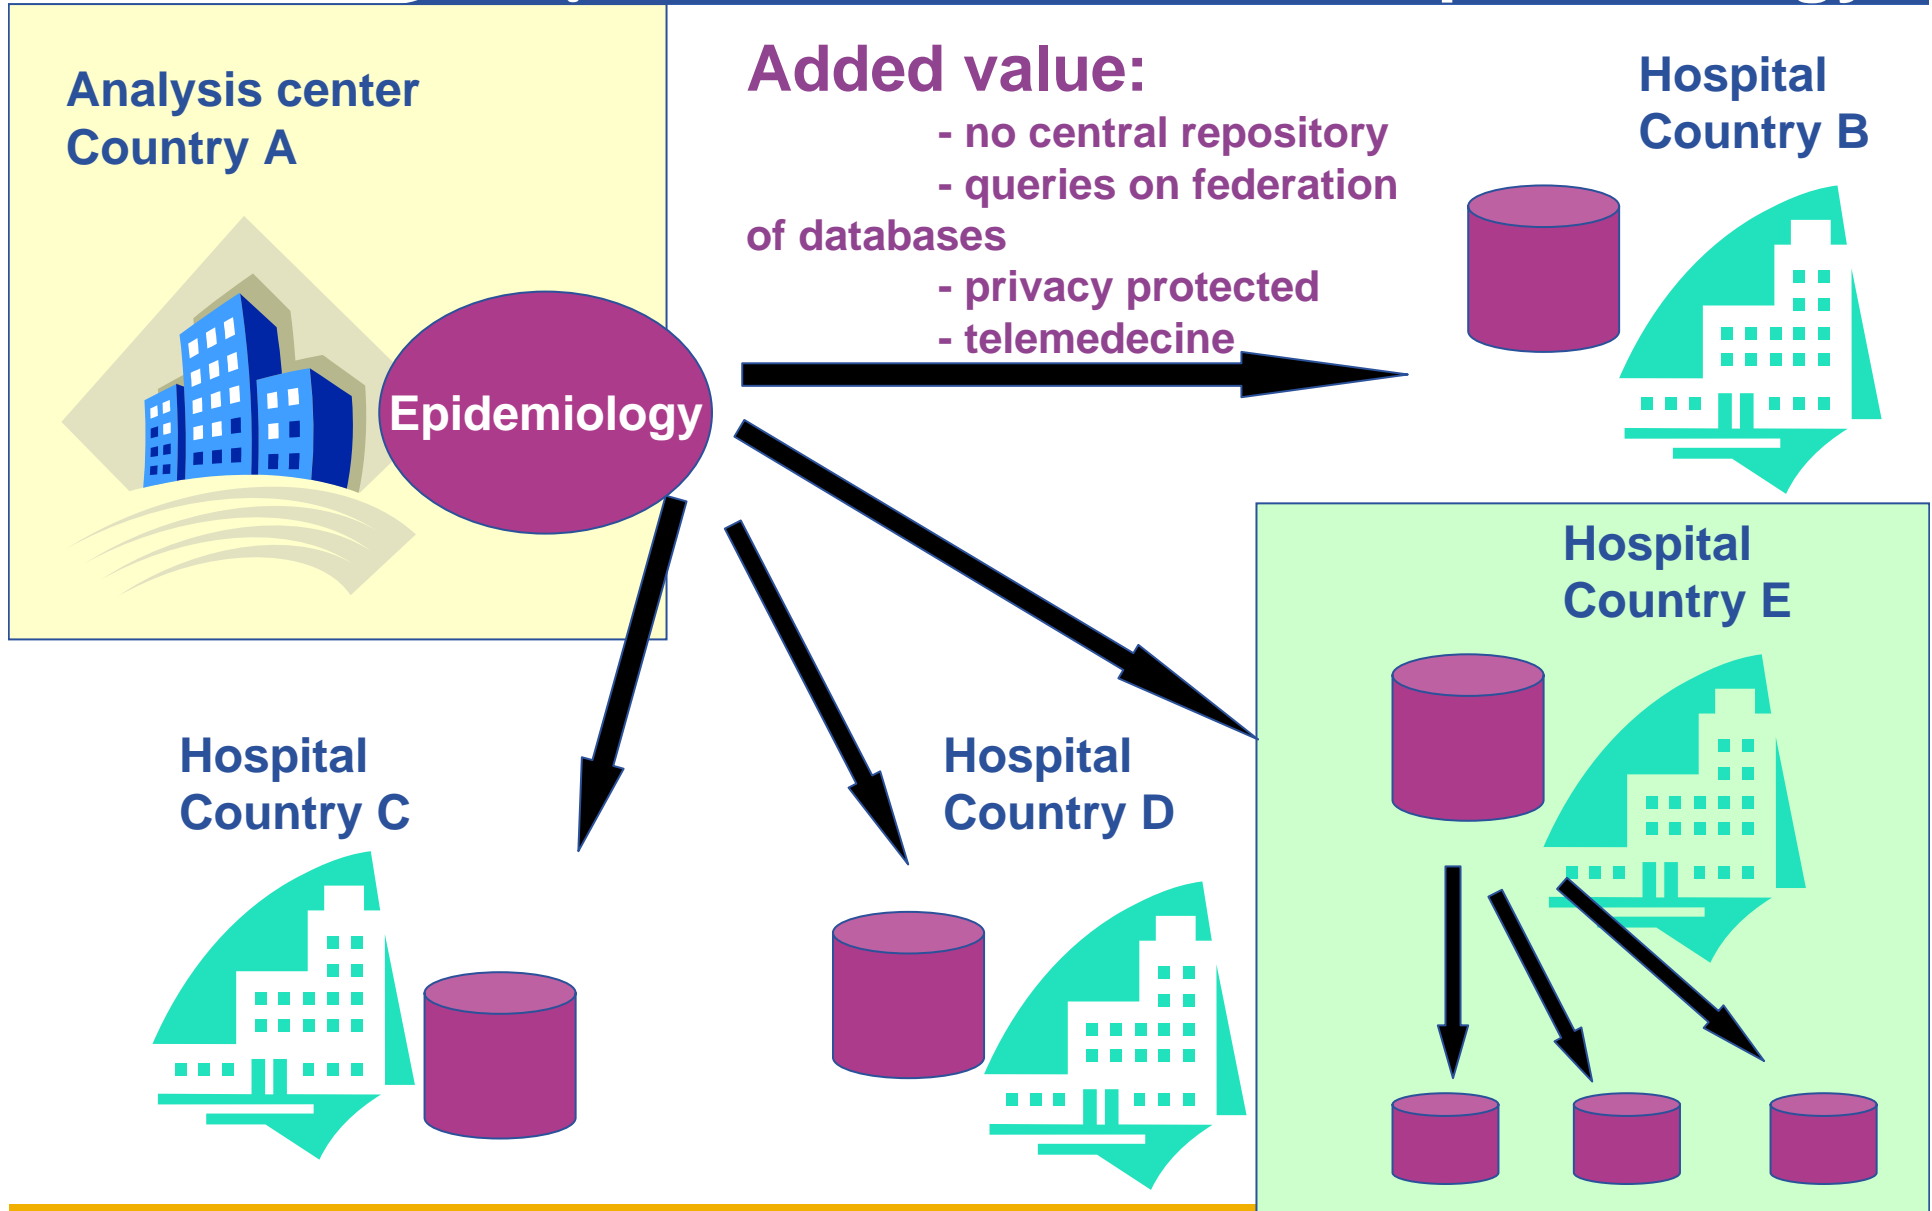 Analysis center
Country A
Added value:
- no central repository
- queries on federation
of databases
- privacy protected
- telemedecine
Hospital
Country B
Epidemiology
Hospital
Country E
Hospital
Country C
Hospital
Country D